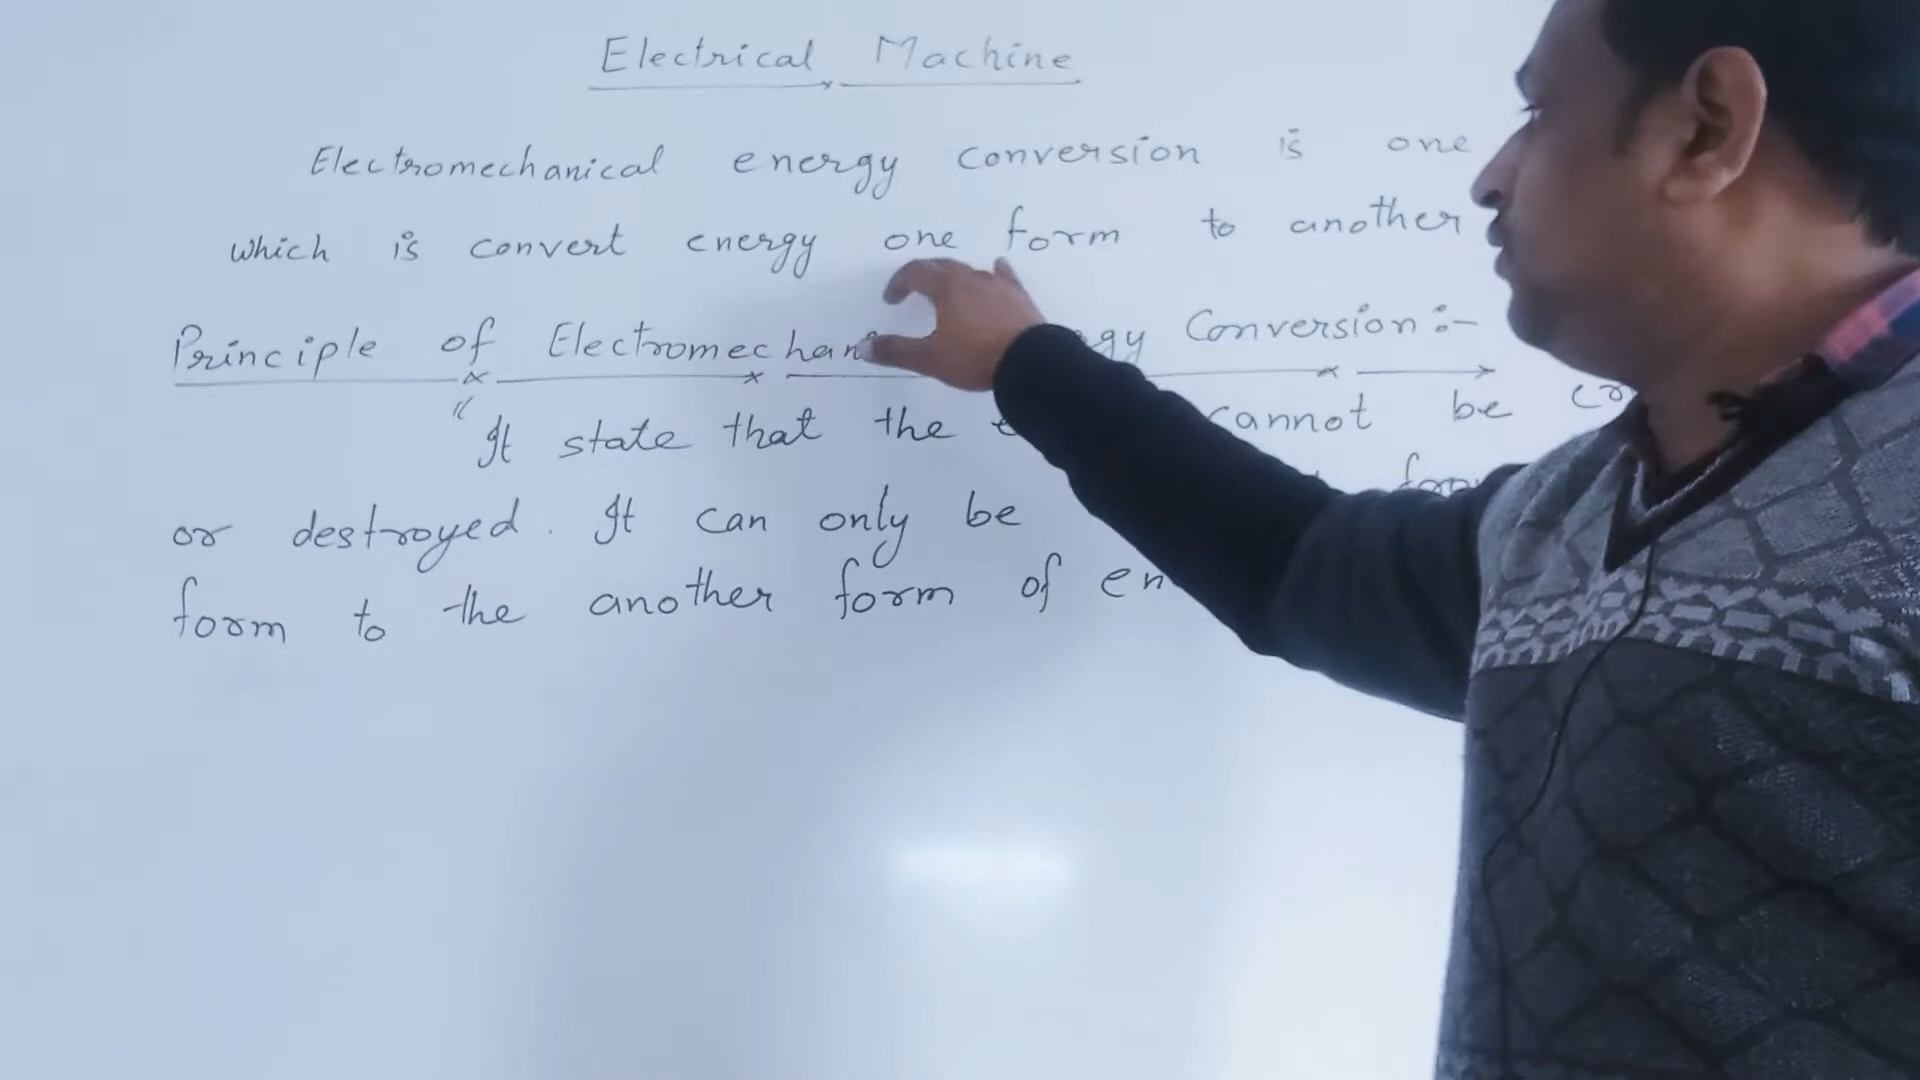 Electrical Machine
Electromechanical energy conversion is one
which is convert energy one form to another
Principle of Electromechan gy Conversion :-
" It state that the cannot be
or destroyed. It can only be
form to the another form of en